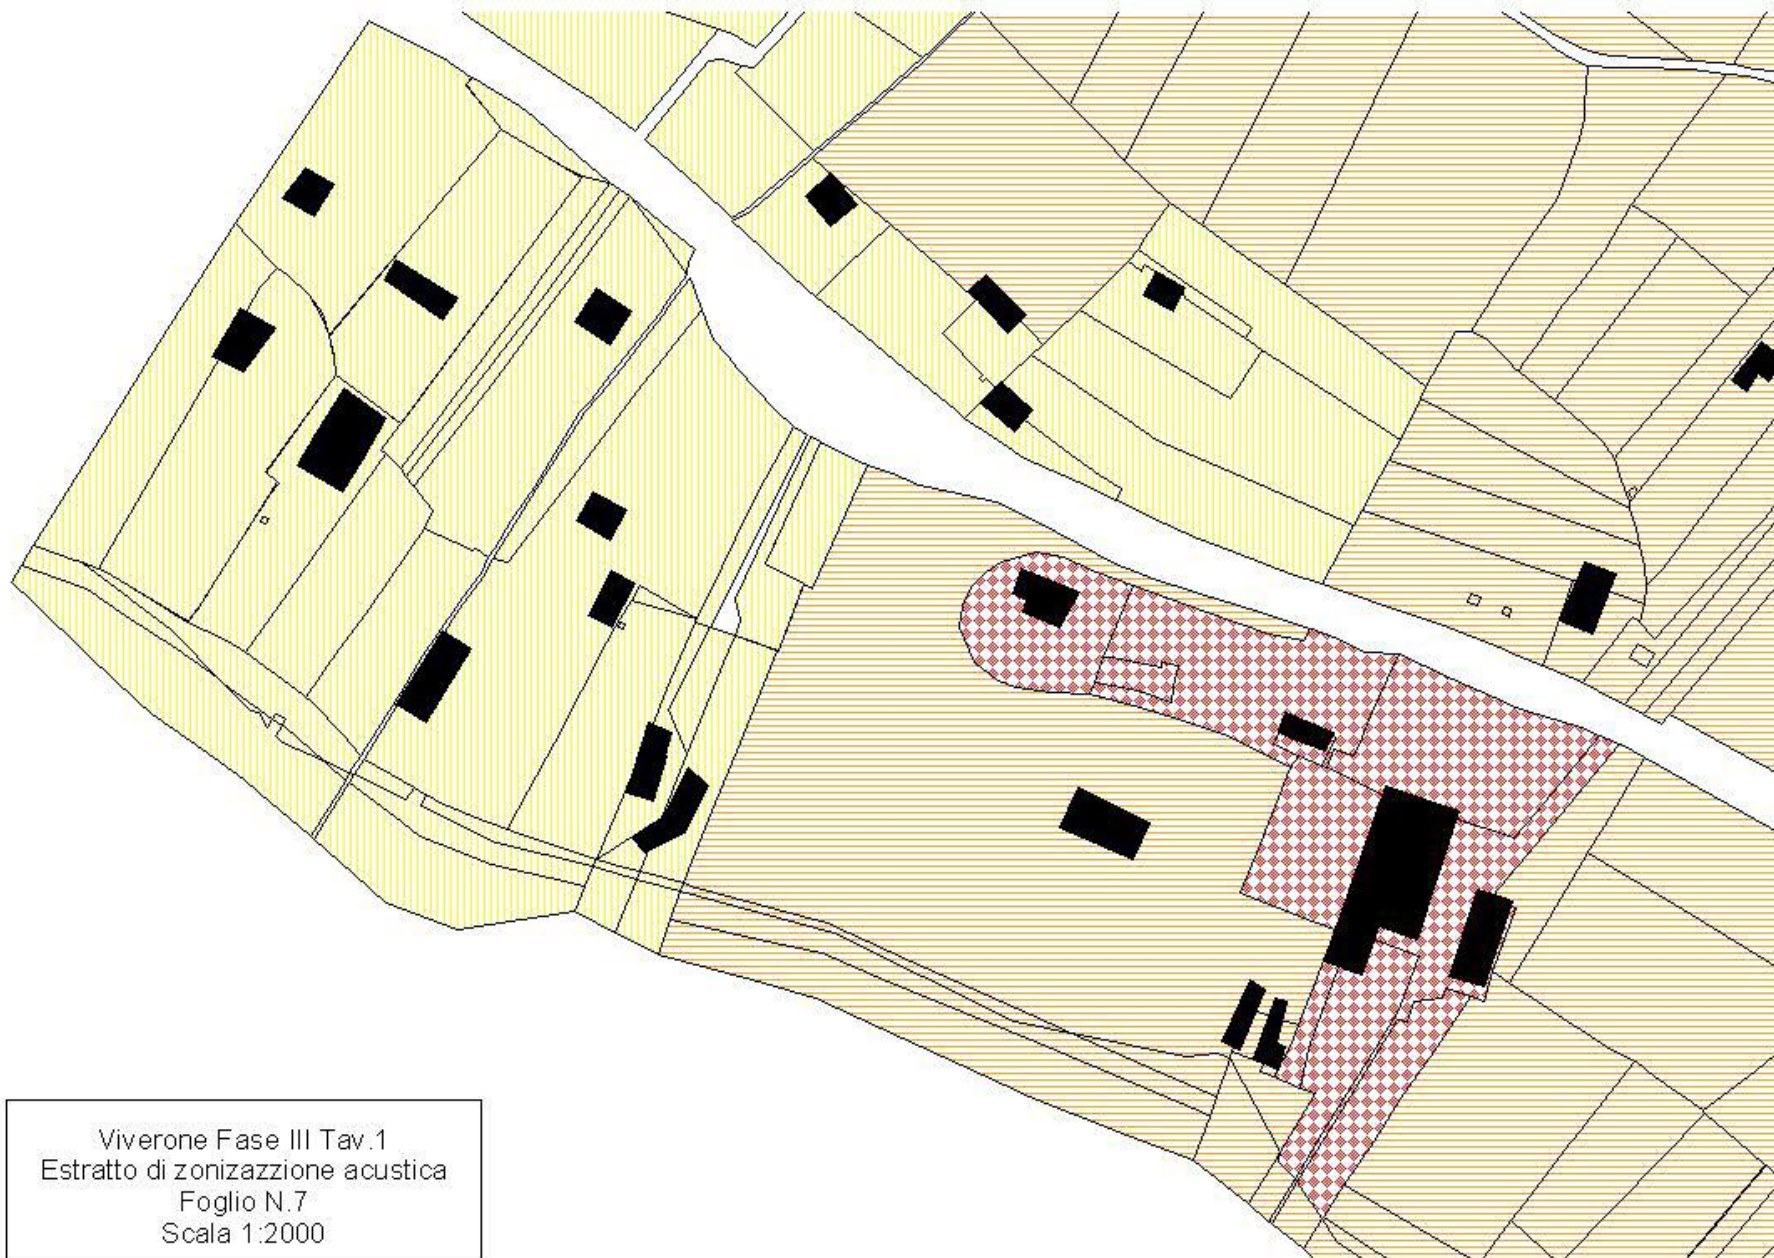 Viverone Fase III Tav.1
Estratto di zonizazzione acustica
Foglio N.7
Scala 1:2000